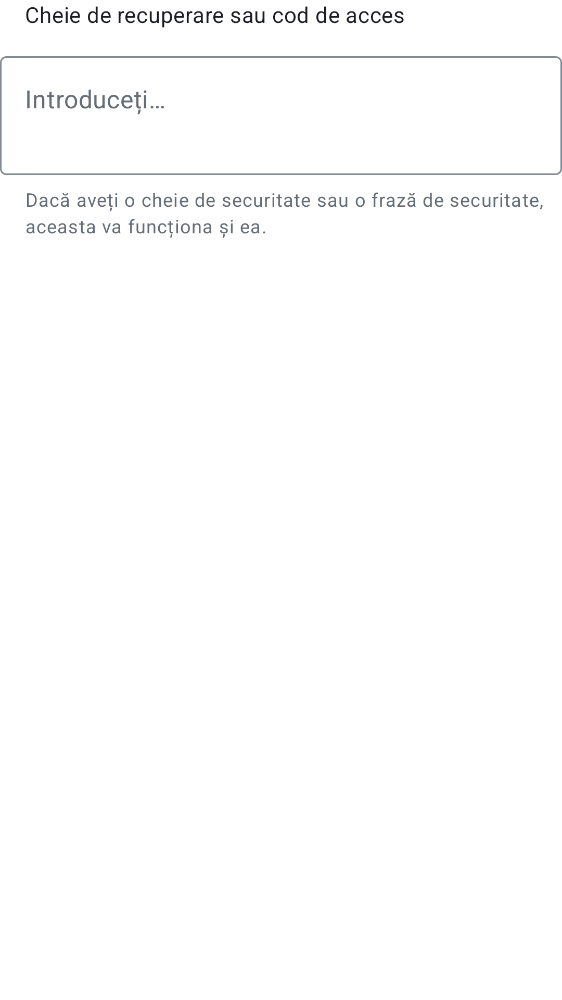 Cheie de recuperare sau cod de acces
Introduceți…
Dacă aveți o cheie de securitate sau o frază de securitate,
aceasta va funcționa și ea.